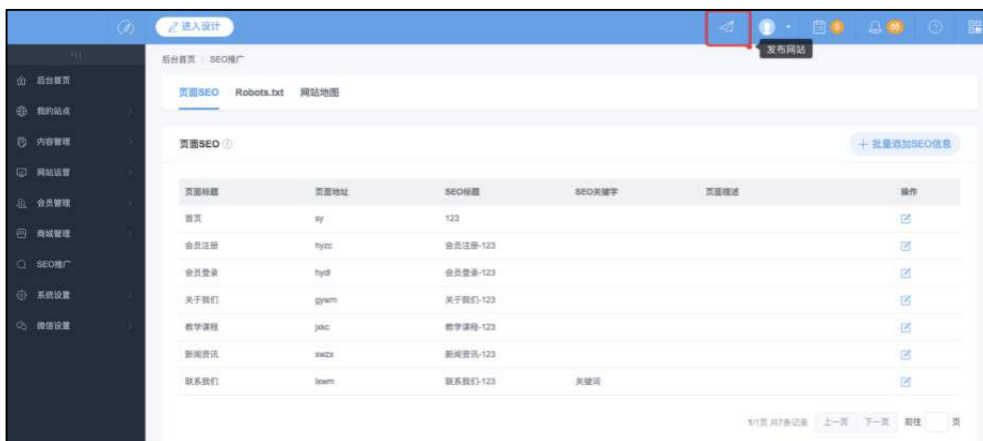 进入设计
0
发布网站
后台首页 / SEO推广
后台首页
我的站点
内容管理
网站运营
会员管理
商城管理
SEO推广
系统设置
微信设置
页面SEO Robots.txt 网站地图
页面SEO
+ 批量添加SEO信息
页面标题 页面地址 SEO标题 SEO关键字 页面描述 操作
首页 sy 123
会员注册 hyzc 会员注册-123
会员登录 hydl 会员登录-123
关于我们 gywm 关于我们-123
教学课程 jxkc 教学课程-123
新闻资讯 xwzx 新闻资讯-123
联系我们 lxwm 联系我们-123 关键词
1/1页 共7条记录 上一页 下一页 前往 页